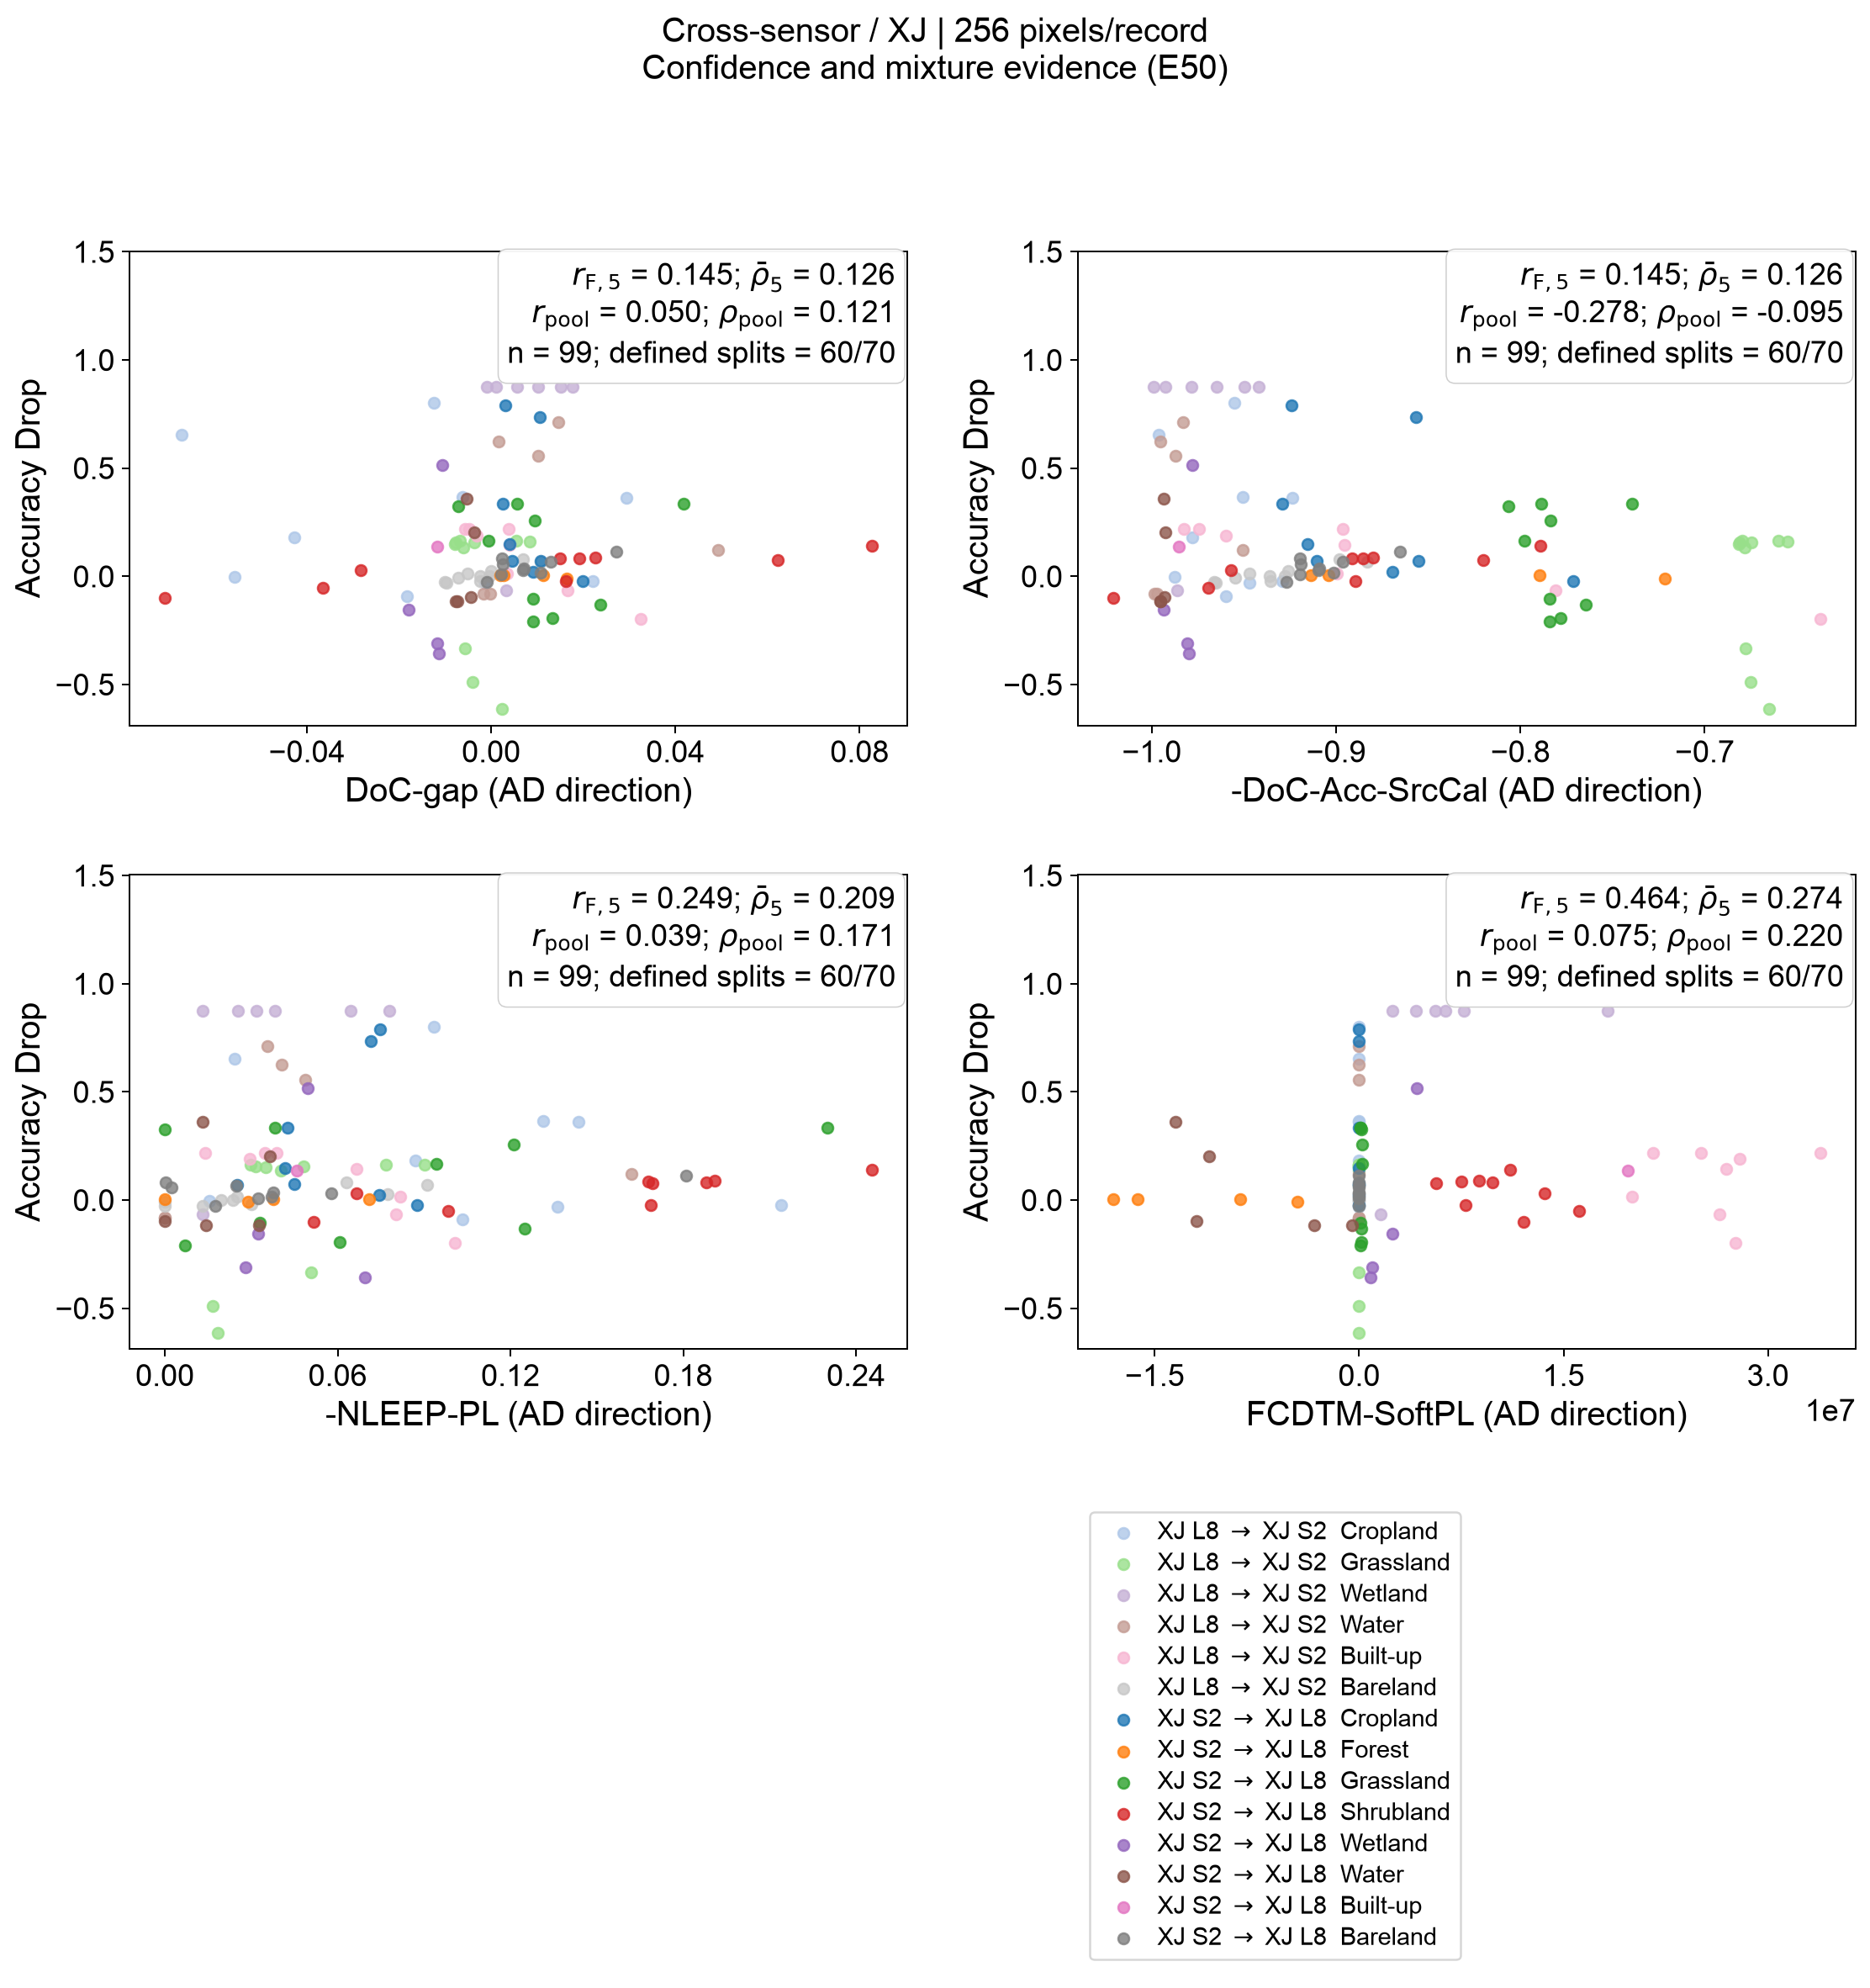 Cross-sensor / XJ | 256 pixels/record
Confidence and mixture evidence (E50)
r_F,5 = 0.145; ρ̄_5 = 0.126
r_pool = 0.050; ρ_pool = 0.121
n = 99; defined splits = 60/70
Accuracy Drop
1.5
1.0
0.5
0.0
−0.5
−0.04 0.00 0.04 0.08
DoC-gap (AD direction)
r_F,5 = 0.145; ρ̄_5 = 0.126
r_pool = -0.278; ρ_pool = -0.095
n = 99; defined splits = 60/70
Accuracy Drop
1.5
1.0
0.5
0.0
−0.5
−1.0 −0.9 −0.8 −0.7
-DoC-Acc-SrcCal (AD direction)
r_F,5 = 0.249; ρ̄_5 = 0.209
r_pool = 0.039; ρ_pool = 0.171
n = 99; defined splits = 60/70
Accuracy Drop
1.5
1.0
0.5
0.0
−0.5
0.00 0.06 0.12 0.18 0.24
-NLEEP-PL (AD direction)
r_F,5 = 0.464; ρ̄_5 = 0.274
r_pool = 0.075; ρ_pool = 0.220
n = 99; defined splits = 60/70
Accuracy Drop
1.5
1.0
0.5
0.0
−0.5
−1.5 0.0 1.5 3.0
1e7
FCDTM-SoftPL (AD direction)
XJ L8 → XJ S2 Cropland
XJ L8 → XJ S2 Grassland
XJ L8 → XJ S2 Wetland
XJ L8 → XJ S2 Water
XJ L8 → XJ S2 Built-up
XJ L8 → XJ S2 Bareland
XJ S2 → XJ L8 Cropland
XJ S2 → XJ L8 Forest
XJ S2 → XJ L8 Grassland
XJ S2 → XJ L8 Shrubland
XJ S2 → XJ L8 Wetland
XJ S2 → XJ L8 Water
XJ S2 → XJ L8 Built-up
XJ S2 → XJ L8 Bareland